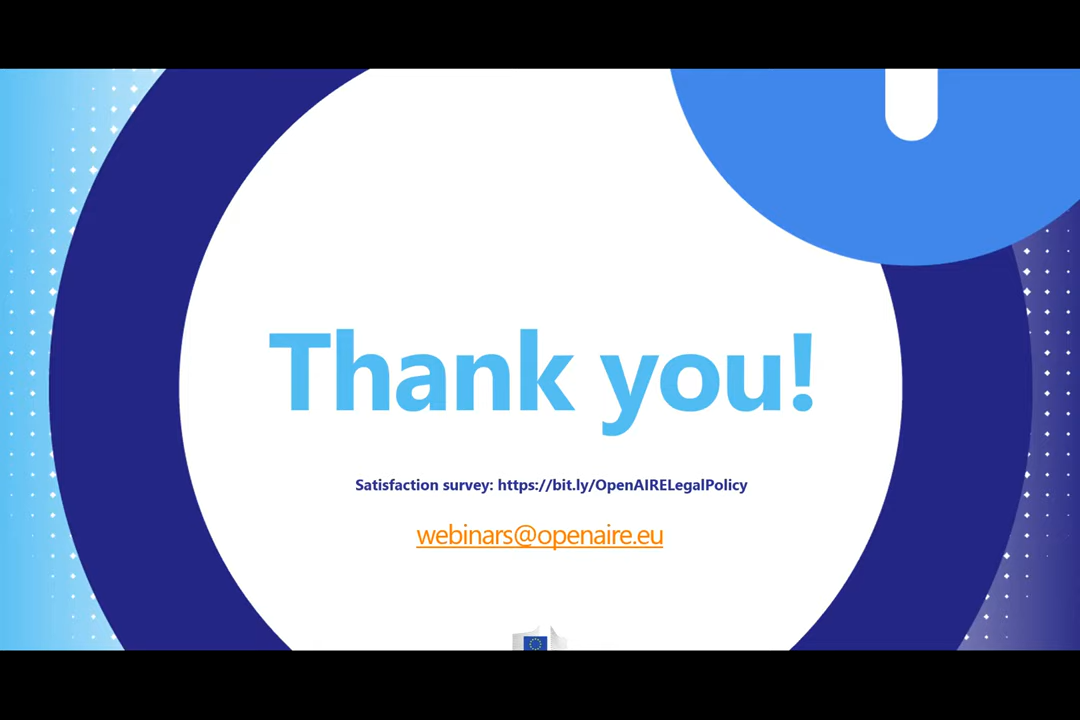 Thank you!
Satisfaction survey: https://bit.ly/OpenAIRELegalPolicy
webinars@openaire.eu